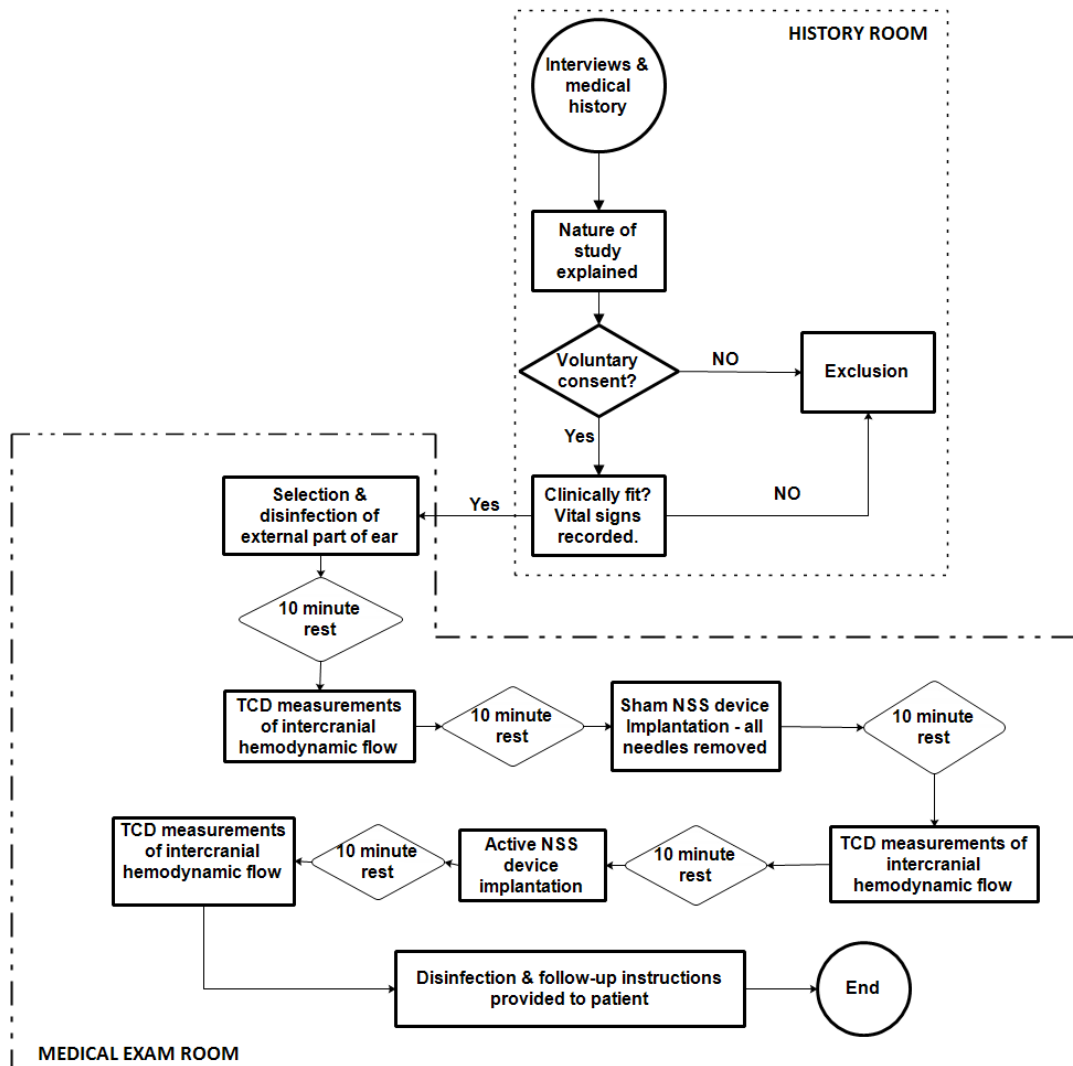 HISTORY ROOM
Interviews &
medical
history
Nature of
study
explained
Voluntary
consent?
NO
Exclusion
Yes
Clinically fit?
Vital signs
recorded.
NO
Yes
Selection &
disinfection of
external part of ear
10 minute
rest
TCD measurements
of intercranial
hemodynamic flow
10 minute
rest
Sham NSS device
Implantation - all
needles removed
10 minute
rest
TCD measurements of
intercranial
hemodynamic flow
10 minute
rest
Active NSS
device
implantation
10 minute
rest
TCD measurements
of intercranial
hemodynamic flow
Disinfection & follow-up instructions
provided to patient
End
MEDICAL EXAM ROOM